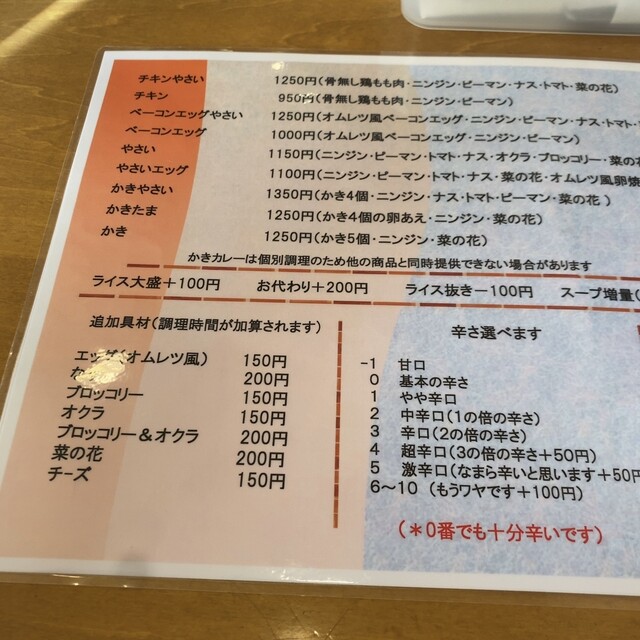 チキンやさい 1250円(骨無し鶏もも肉・ニンジン・ピーマン・ナス・トマト・菜の花)
チキン 950円(骨無し鶏もも肉・ニンジン・ピーマン)
ベーコンエッグやさい 1250円(オムレツ風ベーコンエッグ・ニンジン・ピーマン・ナス・トマト・
ベーコンエッグ 1000円(オムレツ風ベーコンエッグ・ニンジン・ピーマン)
やさい 1150円(ニンジン・ピーマン・トマト・ナス・オクラ・ブロッコリー・菜の
やさいエッグ 1100円(ニンジン・ピーマン・トマト・ナス・菜の花・オムレツ風卵焼
かきやさい 1350円(かき4個・ニンジン・ナス・トマト・ピーマン・菜の花)
かきたま 1250円(かき4個の卵あえ・ニンジン・菜の花)
かき 1250円(かき5個・ニンジン・菜の花)
かきカレーは個別調理のため他の商品と同時提供できない場合があります
ライス大盛+100円 お代わり+200円 ライス抜き-100円 スープ増量(
追加具材(調理時間が加算されます)
エッグ(オムレツ風) 150円
か 200円
ブロッコリー 150円
オクラ 150円
ブロッコリー&オクラ 200円
菜の花 200円
チーズ 150円
辛さ選べます
-1 甘口
0 基本の辛さ
1 やや辛口
2 中辛口(1の倍の辛さ)
3 辛口(2の倍の辛さ)
4 超辛口(3の倍の辛さ+50円)
5 激辛口(なまら辛いと思います+50円
6〜10 (もうワヤです+100円)
(*0番でも十分辛いです)